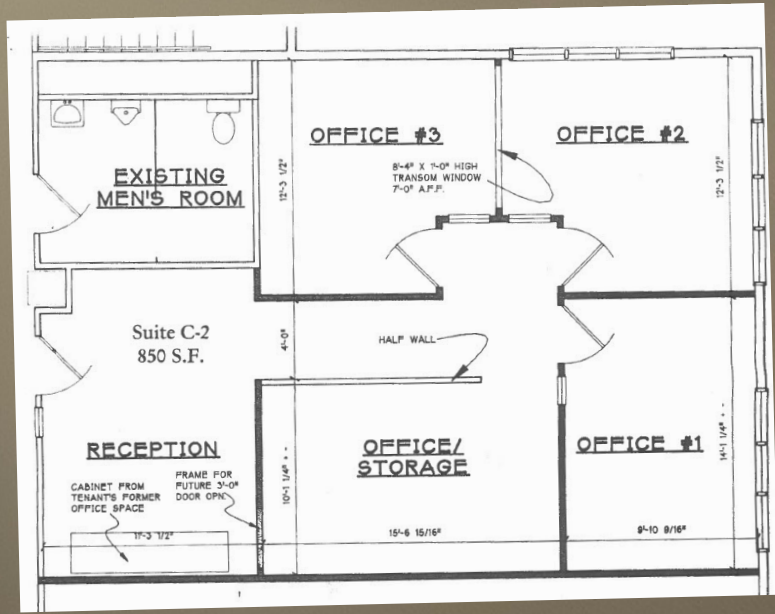 OFFICE #3
OFFICE #2
8'-4" X 1'-0" HIGH
TRANSOM WINDOW
7'-0" A.F.F.
EXISTING
MEN'S ROOM
12'-3 1/2"
12'-3 1/2"
Suite C-2
850 S.F.
4'-0"
HALF WALL
RECEPTION
OFFICE/
STORAGE
OFFICE #1
14'-1 1/4" + -
CABINET FROM
TENANT'S FORMER
OFFICE SPACE
FRAME FOR
FUTURE 3'-0"
DOOR OPN.
10'-1 1/4" + -
11'-3 1/2"
15'-6 15/16"
9'-10 9/16"